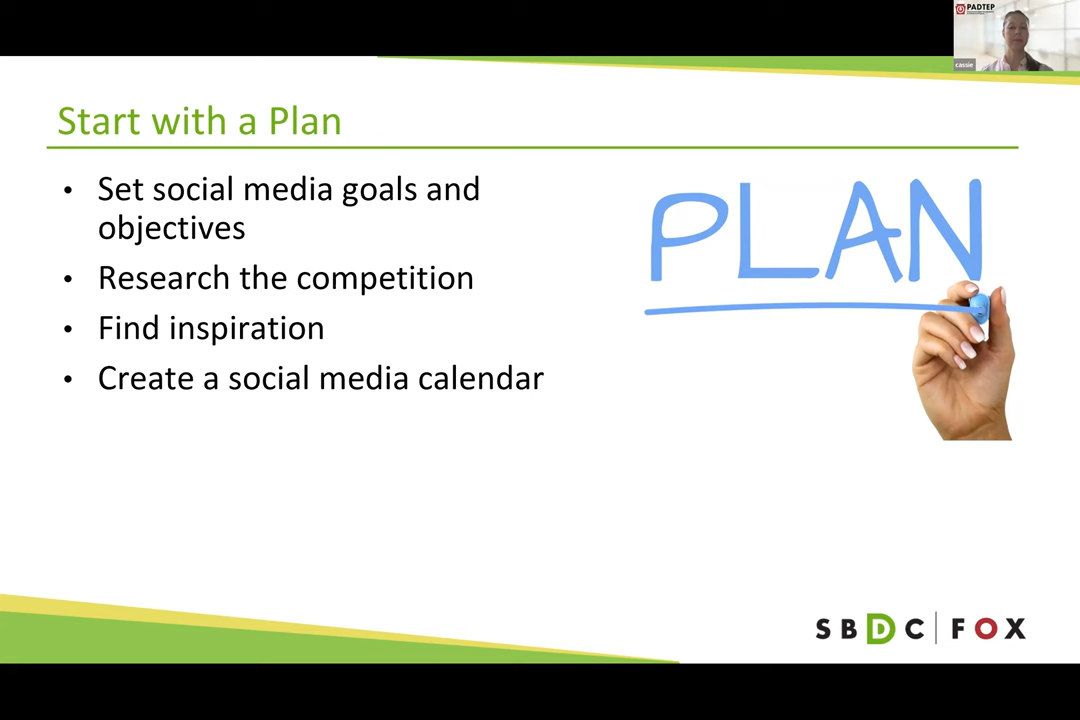 PADTEP
cassie
Start with a Plan
• Set social media goals and
objectives
• Research the competition
• Find inspiration
• Create a social media calendar
PLAN
SBDC | FOX